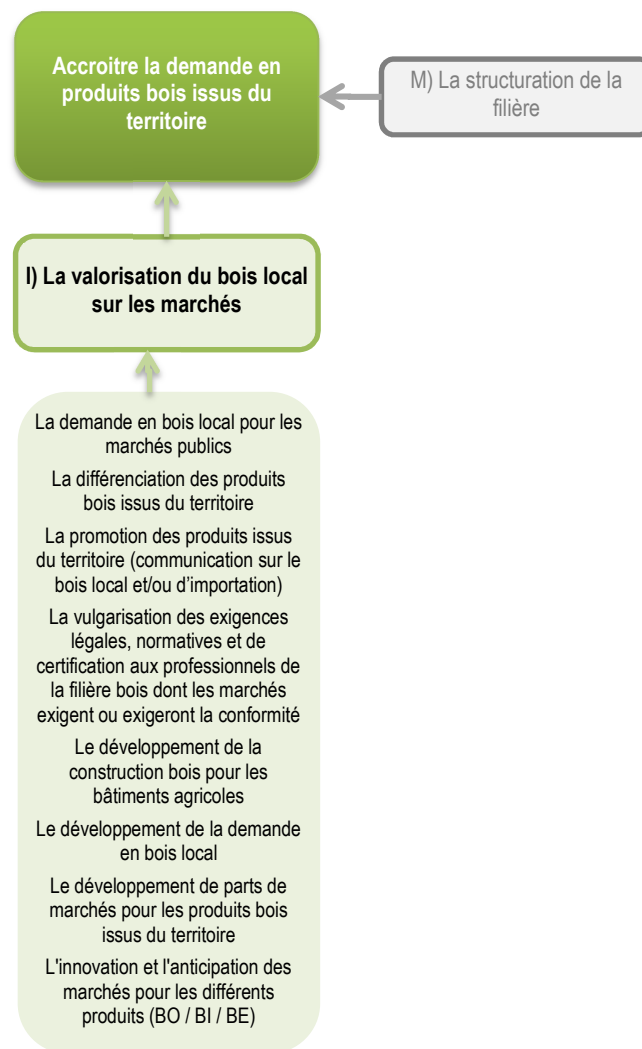 Accroitre la demande en
produits bois issus du
territoire
M) La structuration de la
filière
I) La valorisation du bois local
sur les marchés
La demande en bois local pour les
marchés publics
La différenciation des produits
bois issus du territoire
La promotion des produits issus
du territoire (communication sur le
bois local et/ou d'importation)
La vulgarisation des exigences
légales, normatives et de
certification aux professionnels de
la filière bois dont les marchés
exigent ou exigeront la conformité
Le développement de la
construction bois pour les
bâtiments agricoles
Le développement de la demande
en bois local
Le développement de parts de
marchés pour les produits bois
issus du territoire
L'innovation et l'anticipation des
marchés pour les différents
produits (BO / BI / BE)